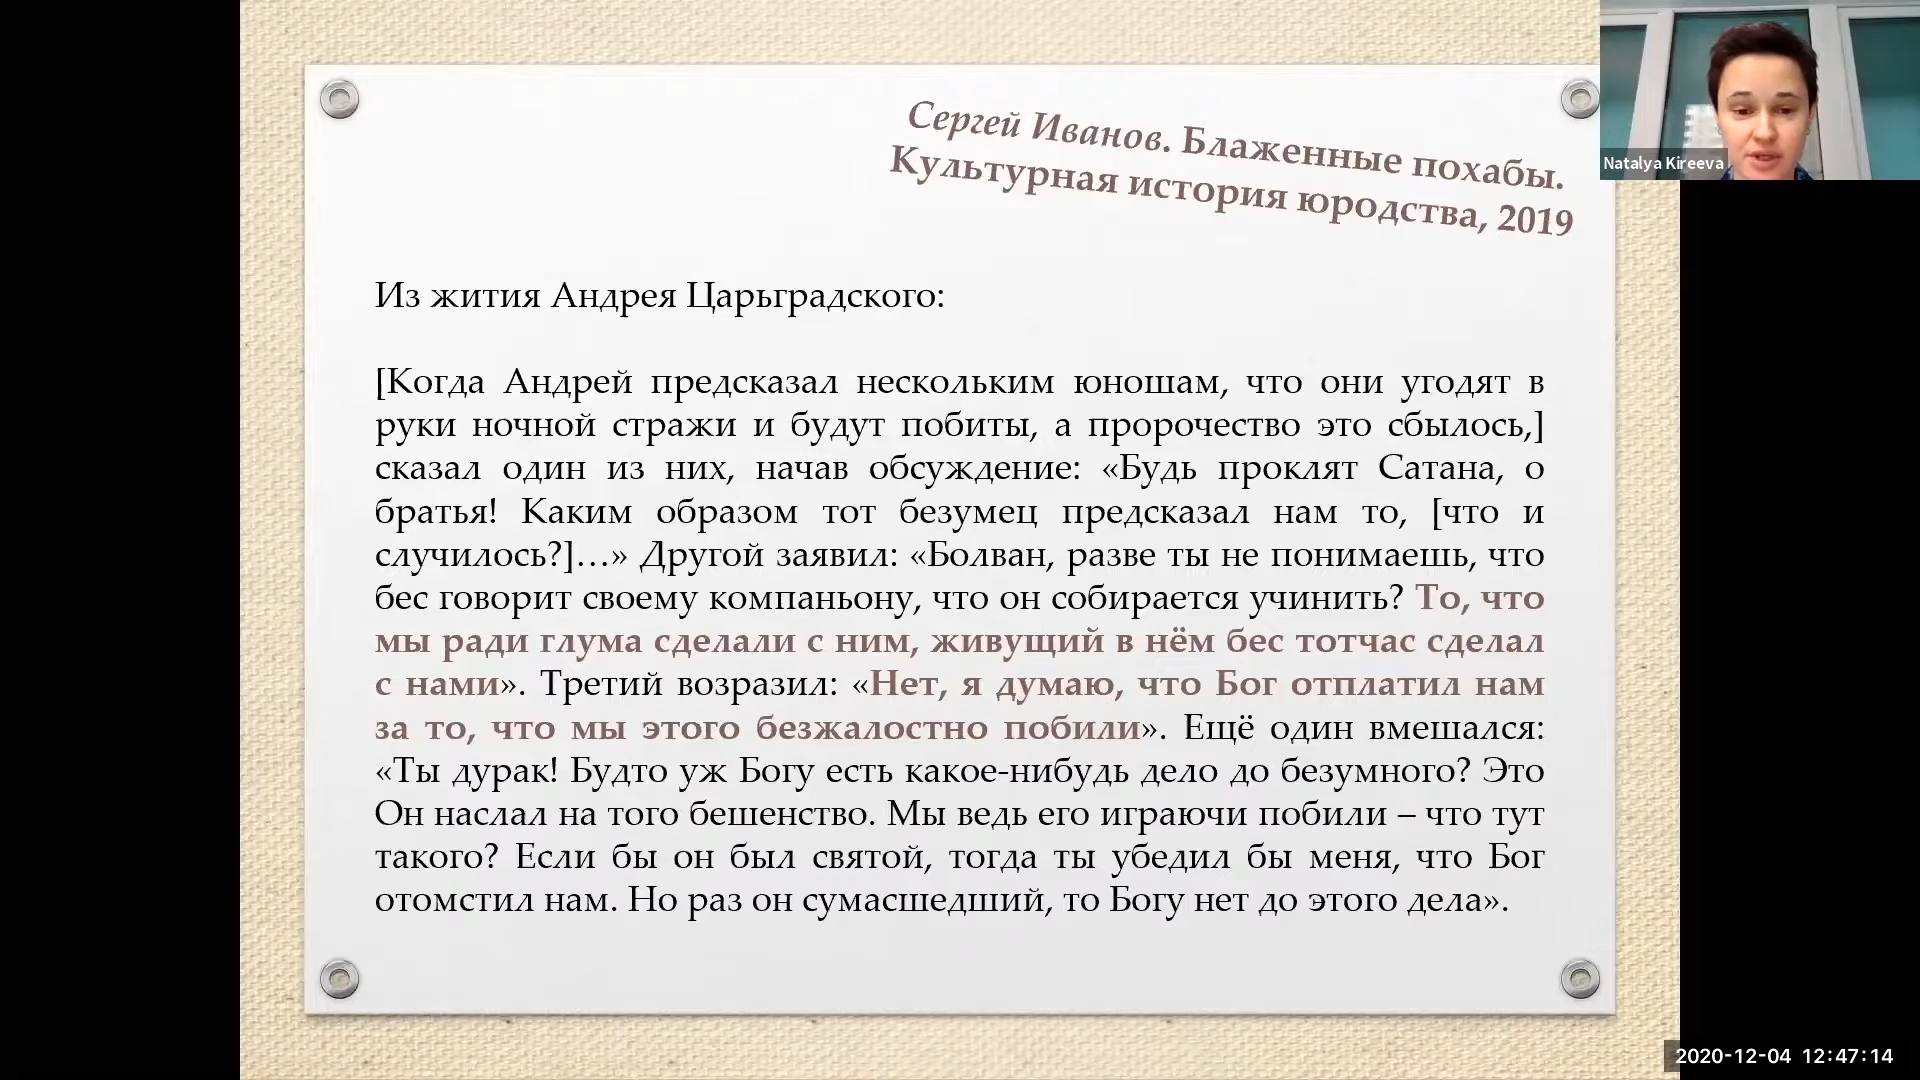 Сергей Иванов. Блаженные похабы.
Культурная история юродства, 2019
Natalya Kireeva
Из жития Андрея Царьградского:
[Когда Андрей предсказал нескольким юношам, что они угодят в
руки ночной стражи и будут побиты, а пророчество это сбылось,]
сказал один из них, начав обсуждение: «Будь проклят Сатана, о
братья! Каким образом тот безумец предсказал нам то, [что и
случилось?]…» Другой заявил: «Болван, разве ты не понимаешь, что
бес говорит своему компаньону, что он собирается учинить? То, что
мы ради глума сделали с ним, живущий в нём бес тотчас сделал
с нами». Третий возразил: «Нет, я думаю, что Бог отплатил нам
за то, что мы этого безжалостно побили». Ещё один вмешался:
«Ты дурак! Будто уж Богу есть какое-нибудь дело до безумного? Это
Он наслал на того бешенство. Мы ведь его играючи побили – что тут
такого? Если бы он был святой, тогда ты убедил бы меня, что Бог
отомстил нам. Но раз он сумасшедший, то Богу нет до этого дела».
2020-12-04 12:47:14